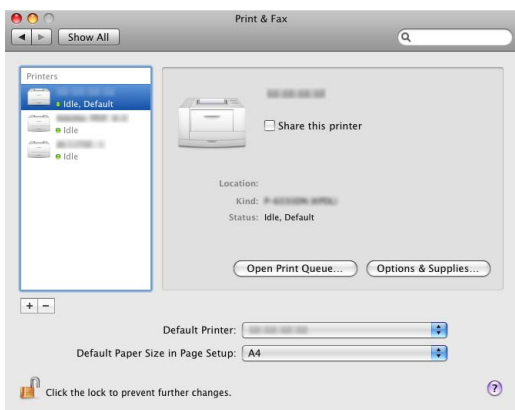 Print & Fax
Show All
Printers
Idle, Default
Idle
Idle
Share this printer
Location:
Kind:
Status: Idle, Default
Open Print Queue... Options & Supplies...
+ -
Default Printer:
Default Paper Size in Page Setup: A4
Click the lock to prevent further changes. ?